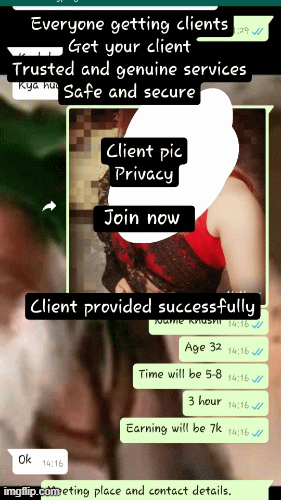 Everyone getting clients
Get your client
Trusted and genuine services
Safe and secure
Kya
Client pic
Privacy
Join now
Client provided successfully
Name Khushi 14:16
Age 32 14:16
Time will be 5-8 14:16
3 hour 14:16
Earning will be 7k 14:16
Ok 14:16
place and contact details.
imgflip.com